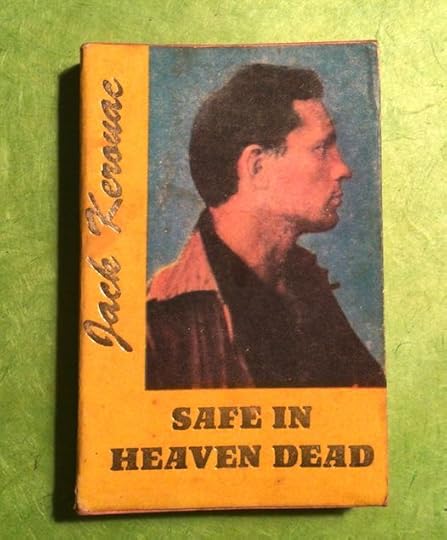 Jack Kerouac
SAFE IN
HEAVEN DEAD